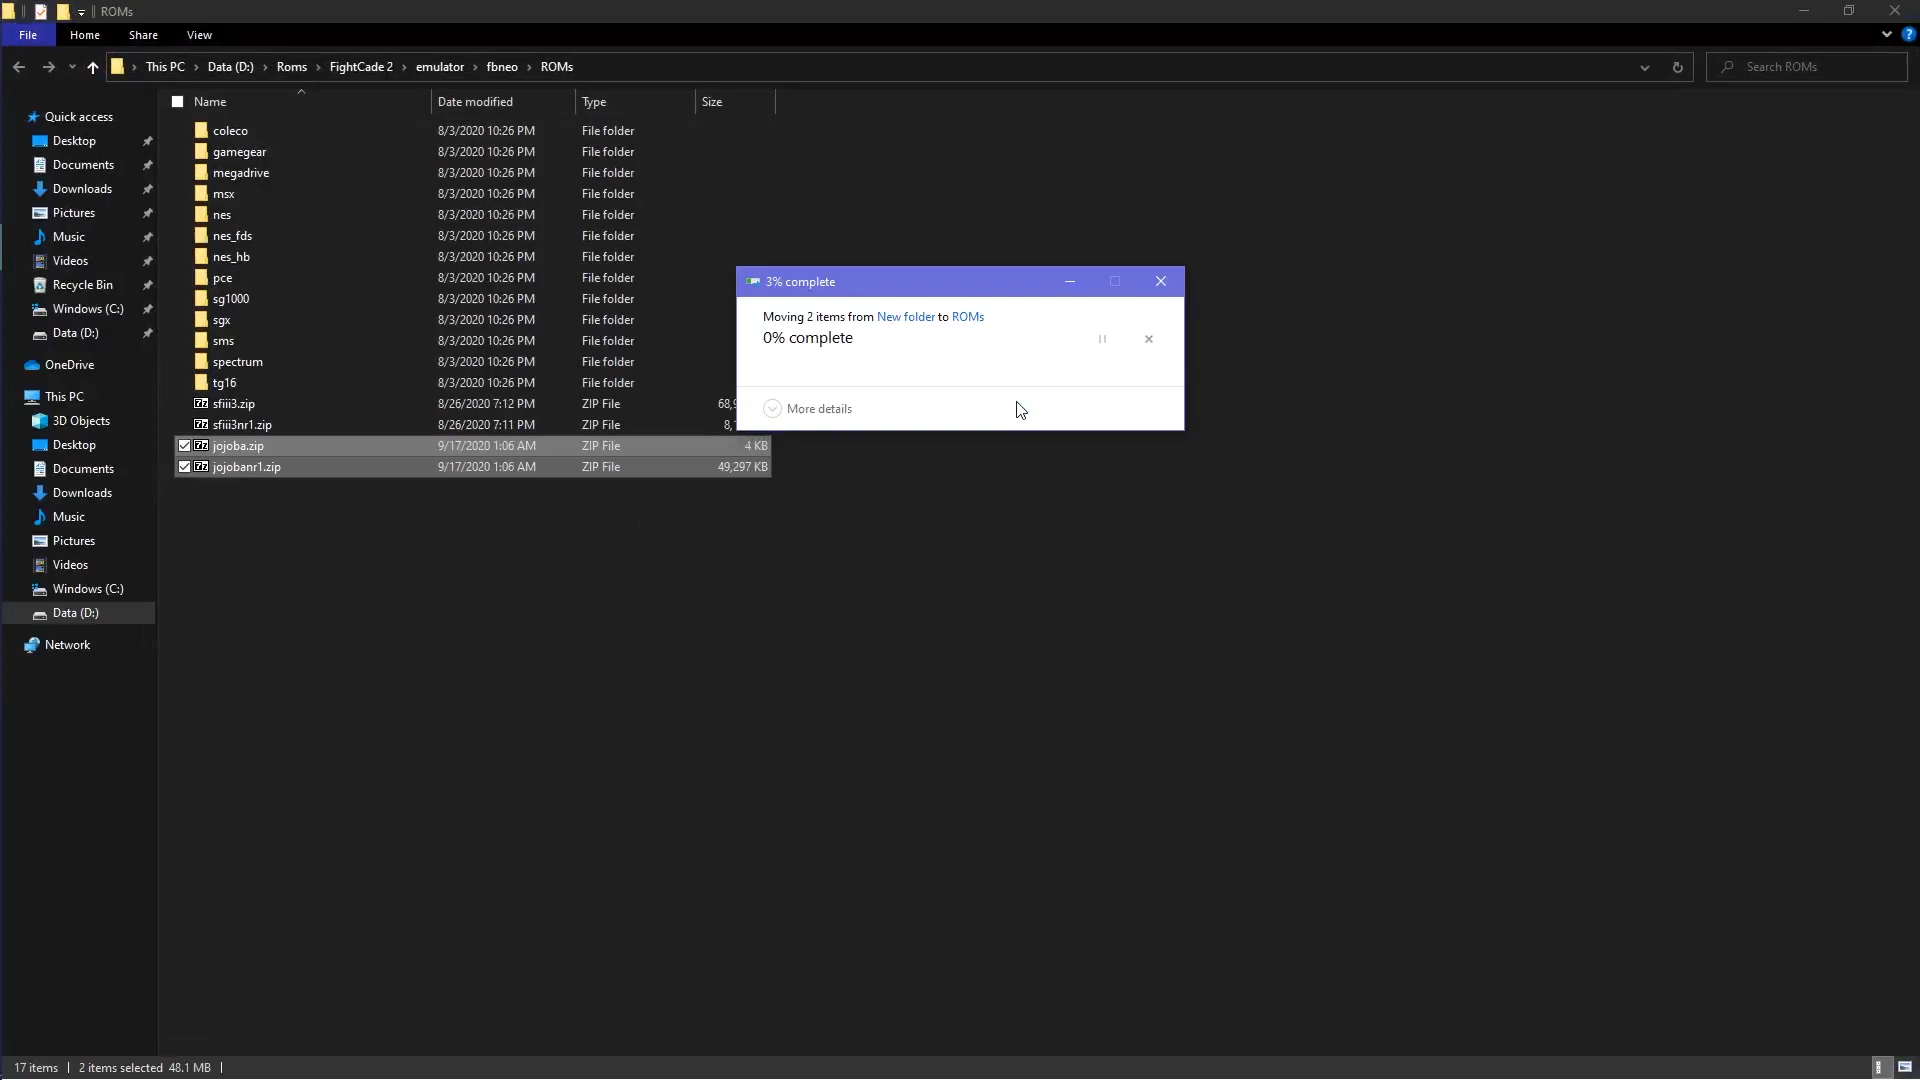 ROMs
File Home Share View
This PC Data (D:) Roms FightCade 2 emulator fbneo ROMs Search ROMs
Name Date modified Type Size
Quick access
Desktop
Documents
Downloads
Pictures
Music
Videos
Recycle Bin
Windows (C:)
Data (D:)
OneDrive
This PC
3D Objects
Desktop
Documents
Downloads
Music
Pictures
Videos
Windows (C:)
Data (D:)
Network
coleco 8/3/2020 10:26 PM File folder
gamegear 8/3/2020 10:26 PM File folder
megadrive 8/3/2020 10:26 PM File folder
msx 8/3/2020 10:26 PM File folder
nes 8/3/2020 10:26 PM File folder
nes_fds 8/3/2020 10:26 PM File folder
nes_hb 8/3/2020 10:26 PM File folder
pce 8/3/2020 10:26 PM File folder
sg1000 8/3/2020 10:26 PM File folder
sgx 8/3/2020 10:26 PM File folder
sms 8/3/2020 10:26 PM File folder
spectrum 8/3/2020 10:26 PM File folder
tg16 8/3/2020 10:26 PM File folder
sfiii3.zip 8/26/2020 7:12 PM ZIP File
sfiii3nr1.zip 8/26/2020 7:11 PM ZIP File
jojoba.zip 9/17/2020 1:06 AM ZIP File 4 KB
jojobanr1.zip 9/17/2020 1:06 AM ZIP File 49,297 KB
3% complete
Moving 2 items from New folder to ROMs
0% complete
More details
17 items 2 items selected 48.1 MB